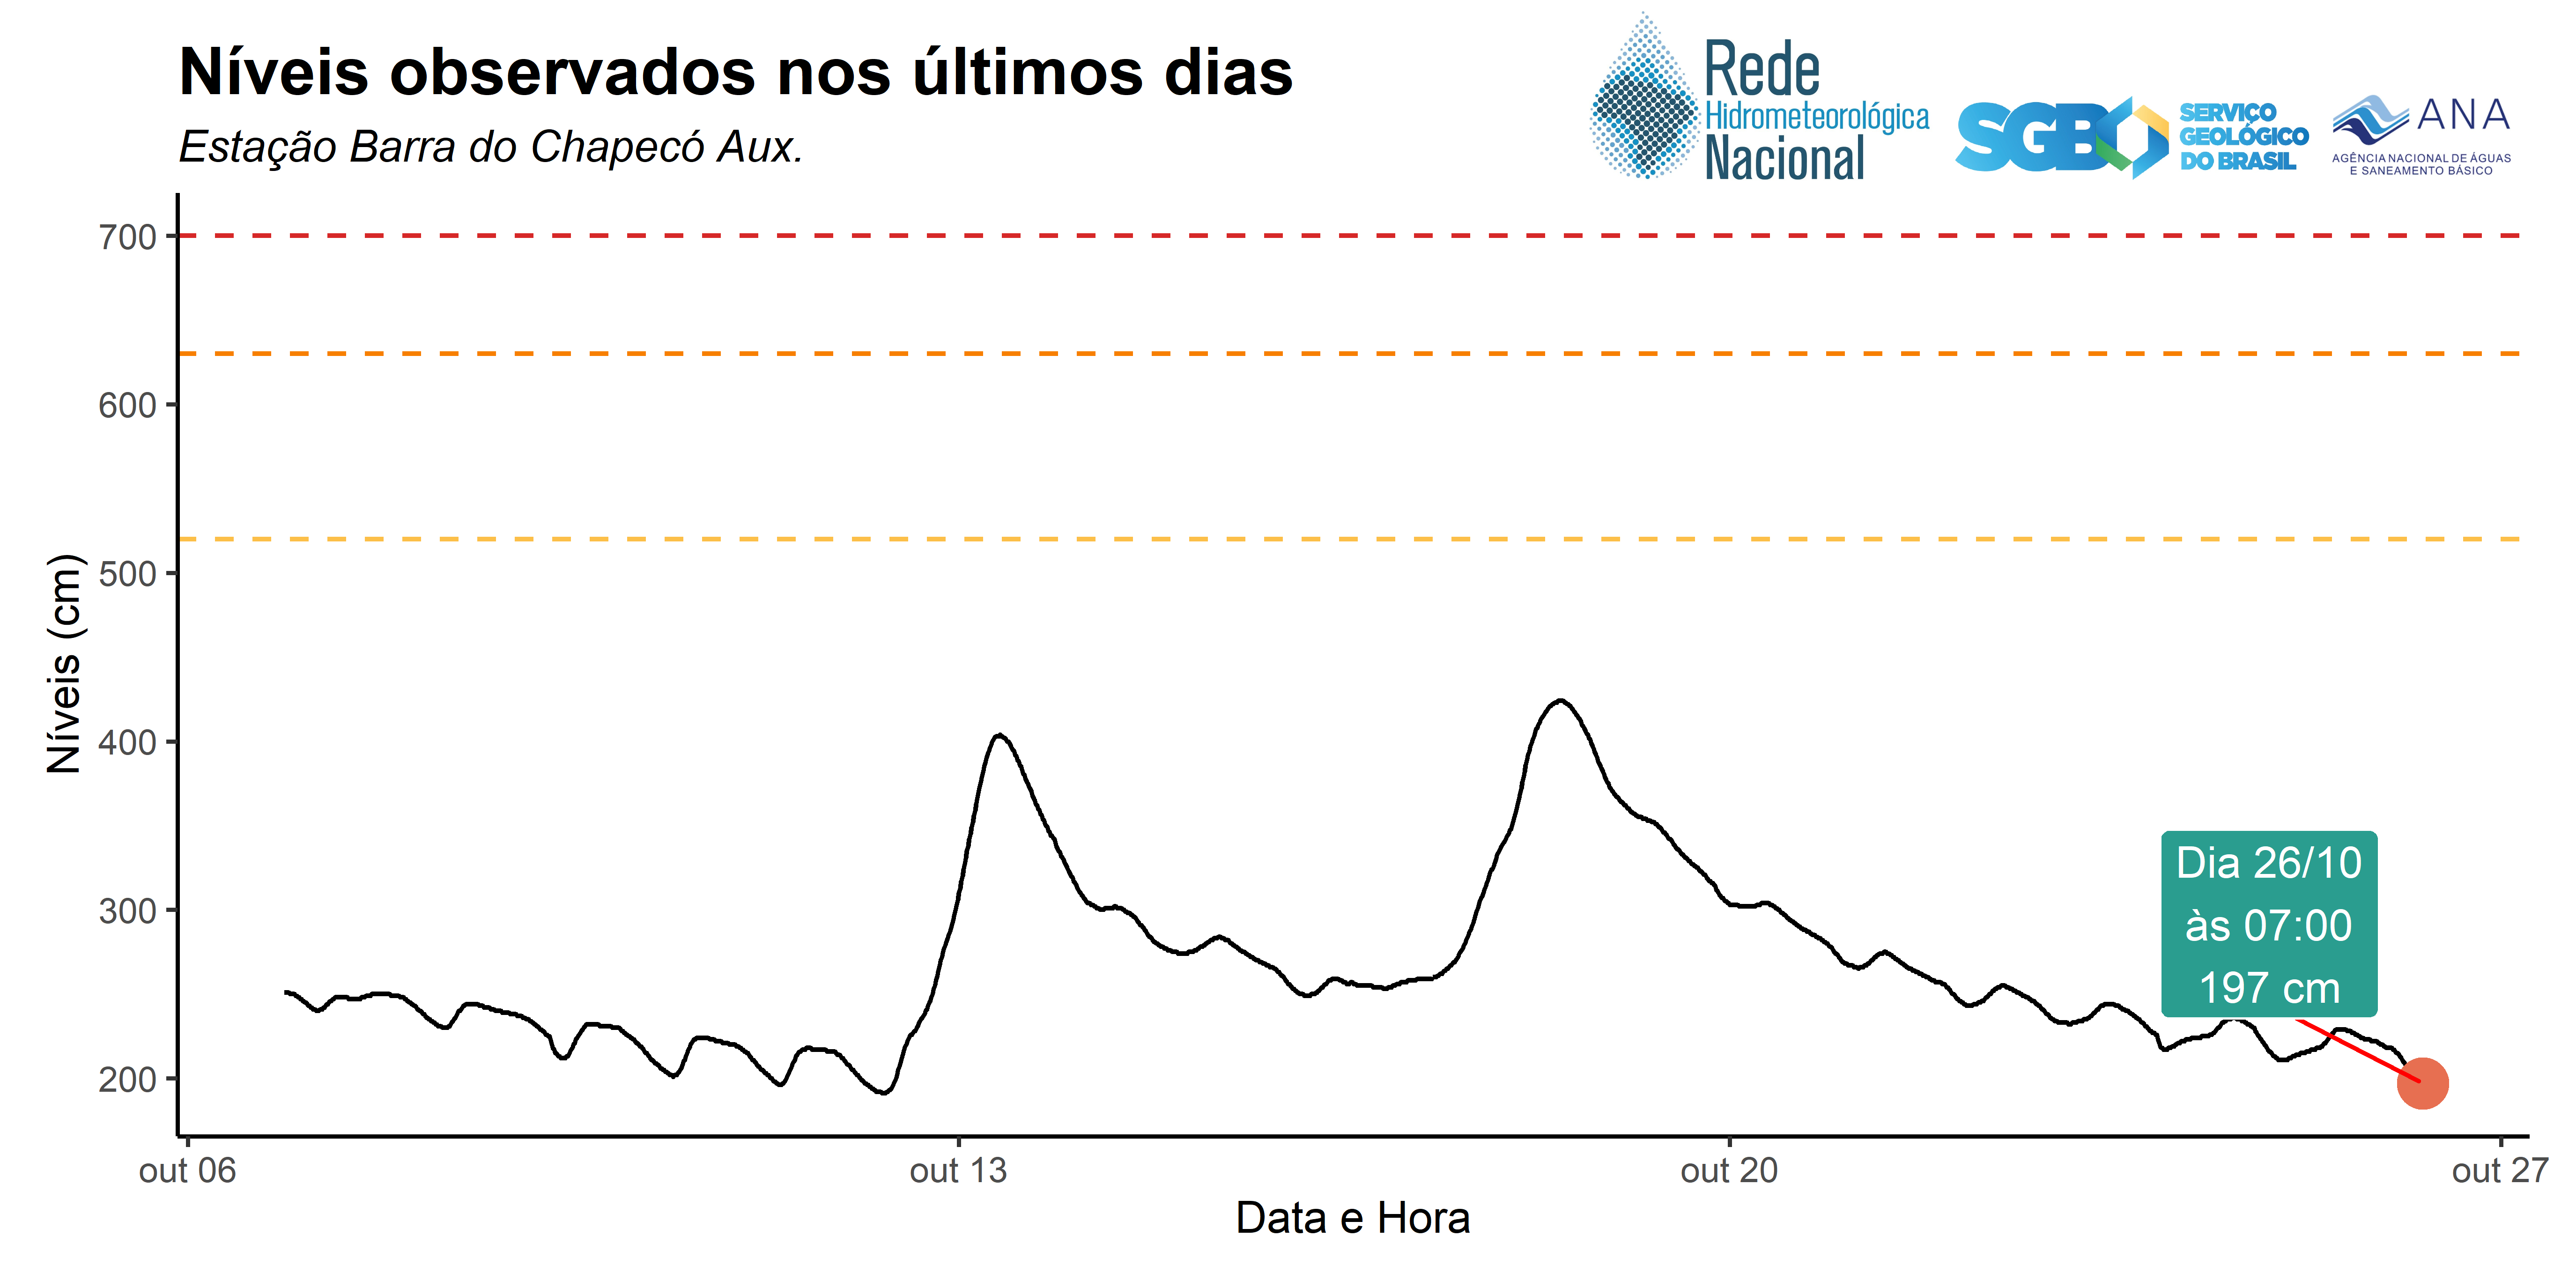 Níveis observados nos últimos dias
Estação Barra do Chapecó Aux.
Rede
Hidrometeorológica
Nacional
SGB
SERVIÇO
GEOLÓGICO
DO BRASIL
ANA
AGÊNCIA NACIONAL DE ÁGUAS
E SANEAMENTO BÁSICO
Níveis (cm)
700
600
500
400
300
200
Dia 26/10
às 07:00
197 cm
out 06
out 13
out 20
out 27
Data e Hora